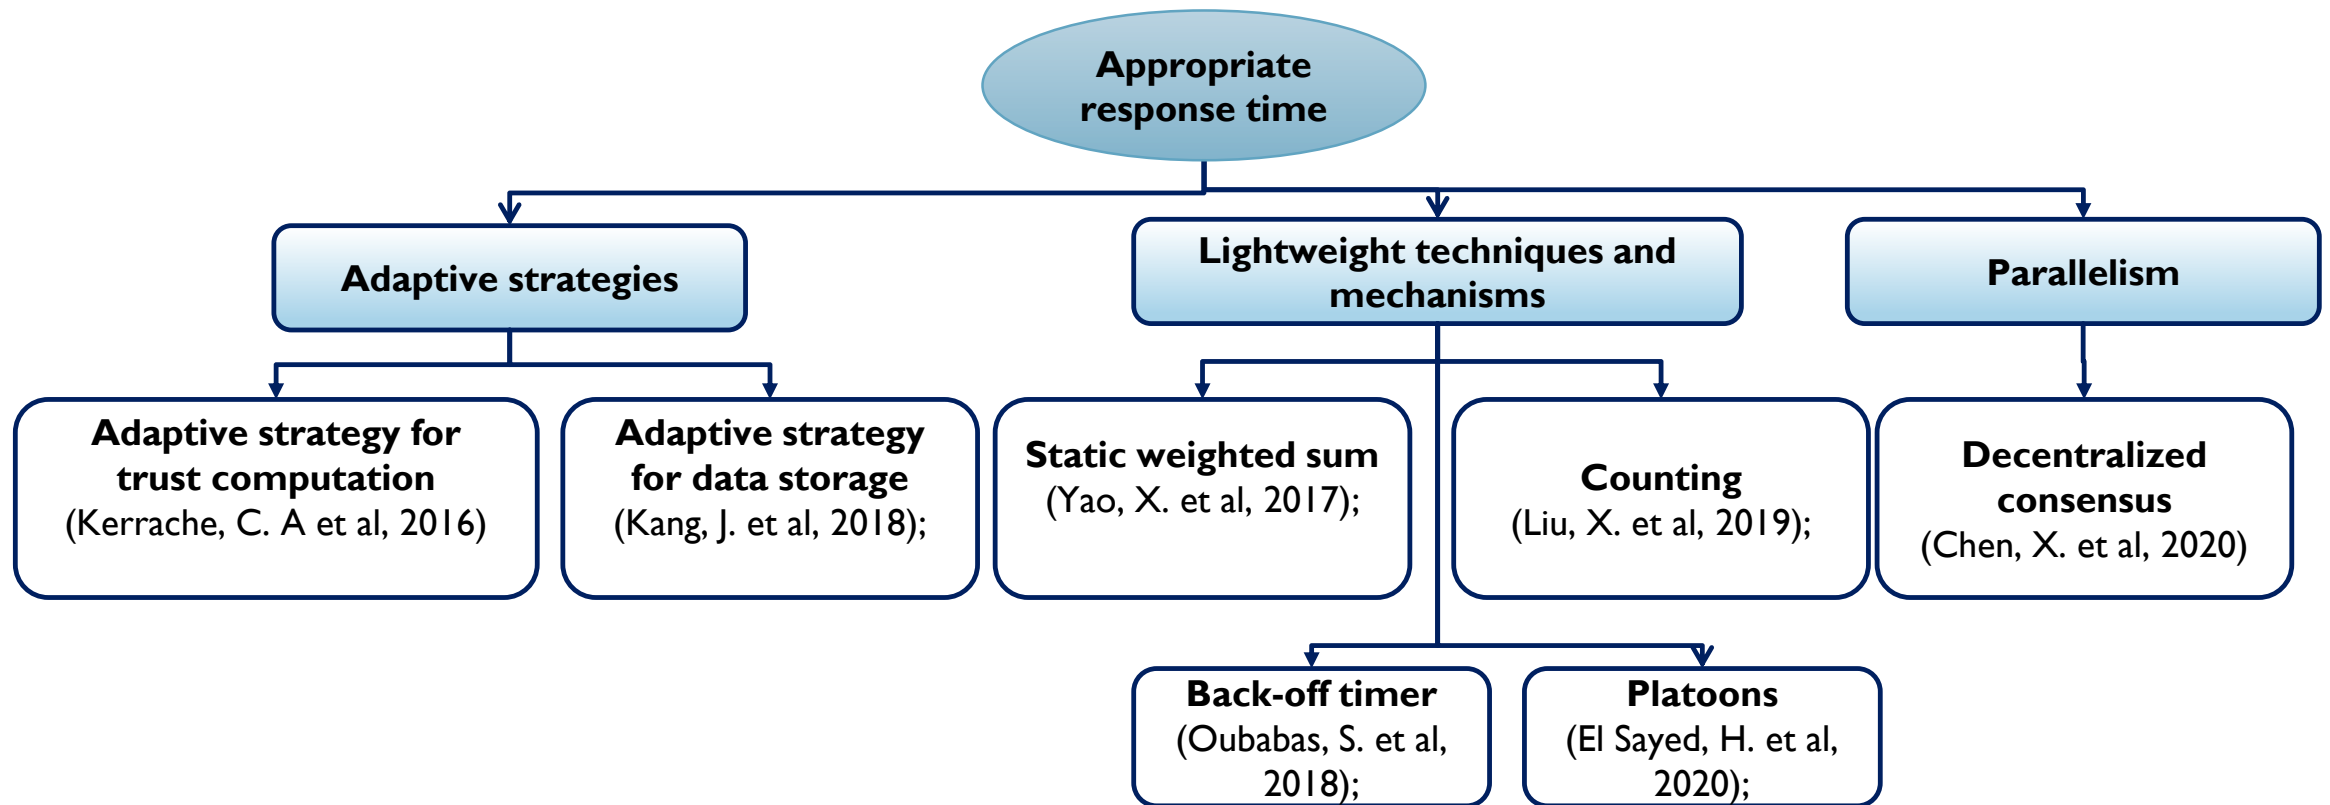 Appropriate
response time
Adaptive strategies
Lightweight techniques and
mechanisms
Parallelism
Adaptive strategy for
trust computation
(Kerrache, C. A et al, 2016)
Adaptive strategy
for data storage
(Kang, J. et al, 2018);
Static weighted sum
(Yao, X. et al, 2017);
Counting
(Liu, X. et al, 2019);
Decentralized
consensus
(Chen, X. et al, 2020)
Back-off timer
(Oubabas, S. et al,
2018);
Platoons
(El Sayed, H. et al,
2020);